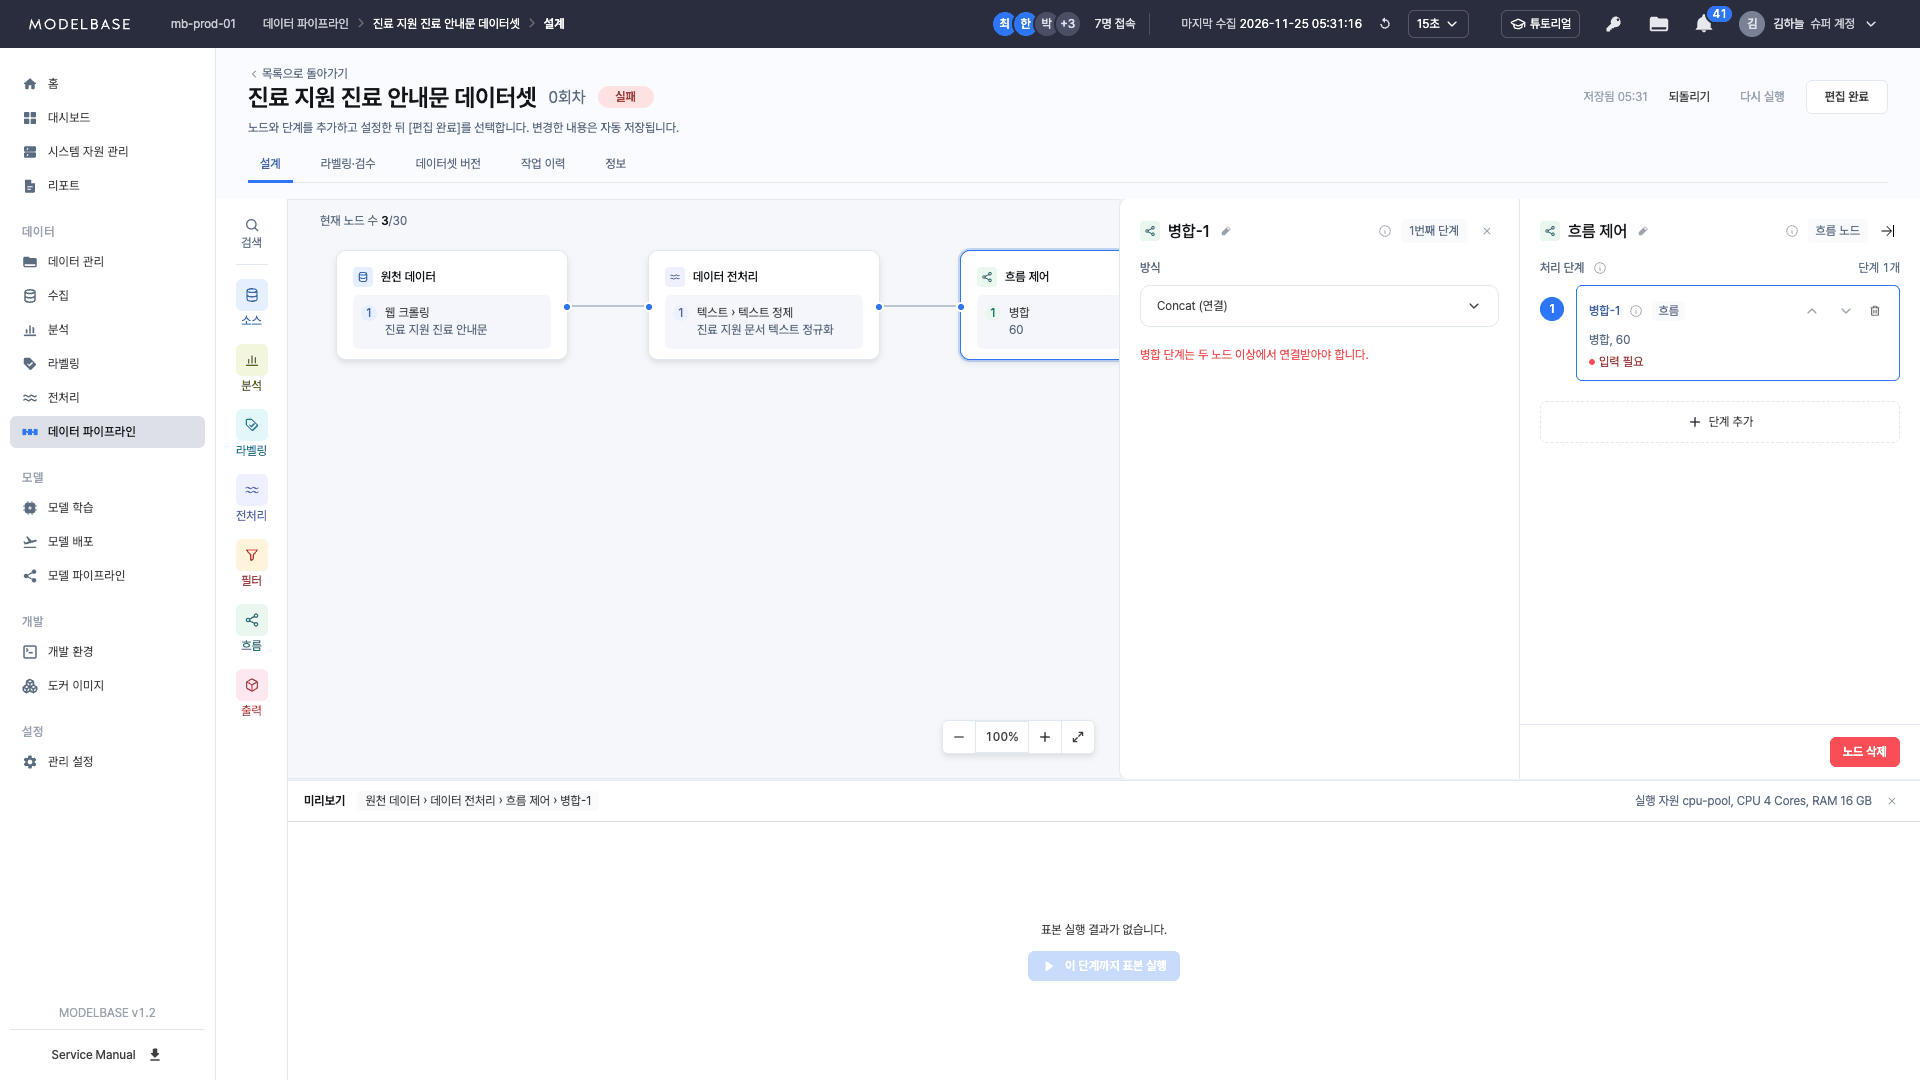 MODELBASE
mb-prod-01
데이터 파이프라인 > 진료 지원 진료 안내문 데이터셋 > 설계
최 한 박 +3 7명 접속
마지막 수집 2026-11-25 05:31:16
15초
튜토리얼
41
김 김하늘 슈퍼 계정
홈
대시보드
시스템 자원 관리
리포트
데이터
데이터 관리
수집
분석
라벨링
전처리
데이터 파이프라인
모델
모델 학습
모델 배포
모델 파이프라인
개발
개발 환경
도커 이미지
설정
관리 설정
MODELBASE v1.2
Service Manual
목록으로 돌아가기
진료 지원 진료 안내문 데이터셋 0회차 실패
노드와 단계를 추가하고 설정한 뒤 [편집 완료]를 선택합니다. 변경한 내용은 자동 저장됩니다.
저장됨 05:31 되돌리기 다시 실행 편집 완료
설계 라벨링·검수 데이터셋 버전 작업 이력 정보
검색
소스
분석
라벨링
전처리
필터
흐름
출력
현재 노드 수 3/30
원천 데이터
1 웹 크롤링
진료 지원 진료 안내문
데이터 전처리
1 텍스트 › 텍스트 정제
진료 지원 문서 텍스트 정규화
흐름 제어
1 병합
60
100%
병합-1
1번째 단계
방식
Concat (연결)
병합 단계는 두 노드 이상에서 연결받아야 합니다.
흐름 제어
흐름 노드
처리 단계
단계 1개
1
병합-1 흐름
병합, 60
입력 필요
단계 추가
노드 삭제
미리보기 원천 데이터 › 데이터 전처리 › 흐름 제어 › 병합-1
실행 자원 cpu-pool, CPU 4 Cores, RAM 16 GB
표본 실행 결과가 없습니다.
이 단계까지 표본 실행